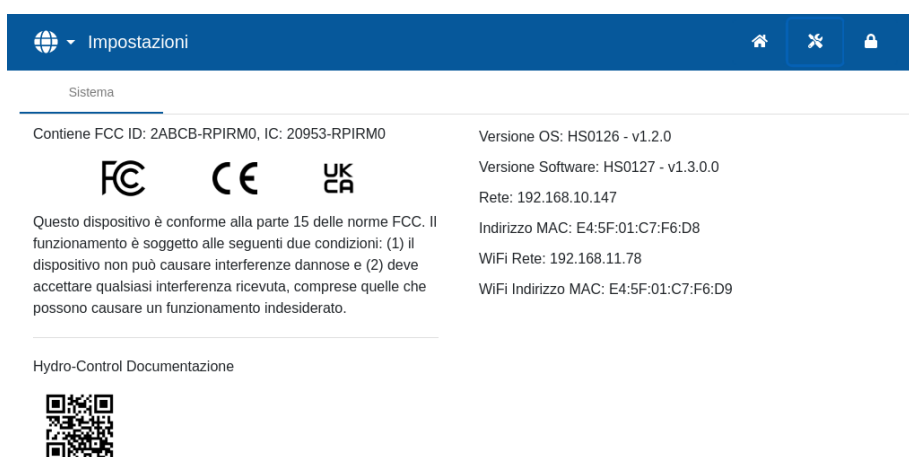 Impostazioni
Sistema
Contiene FCC ID: 2ABCB-RPIRM0, IC: 20953-RPIRM0
FC CE UK
CA
Questo dispositivo è conforme alla parte 15 delle norme FCC. Il
funzionamento è soggetto alle seguenti due condizioni: (1) il
dispositivo non può causare interferenze dannose e (2) deve
accettare qualsiasi interferenza ricevuta, comprese quelle che
possono causare un funzionamento indesiderato.
Hydro-Control Documentazione
Versione OS: HS0126 - v1.2.0
Versione Software: HS0127 - v1.3.0.0
Rete: 192.168.10.147
Indirizzo MAC: E4:5F:01:C7:F6:D8
WiFi Rete: 192.168.11.78
WiFi Indirizzo MAC: E4:5F:01:C7:F6:D9